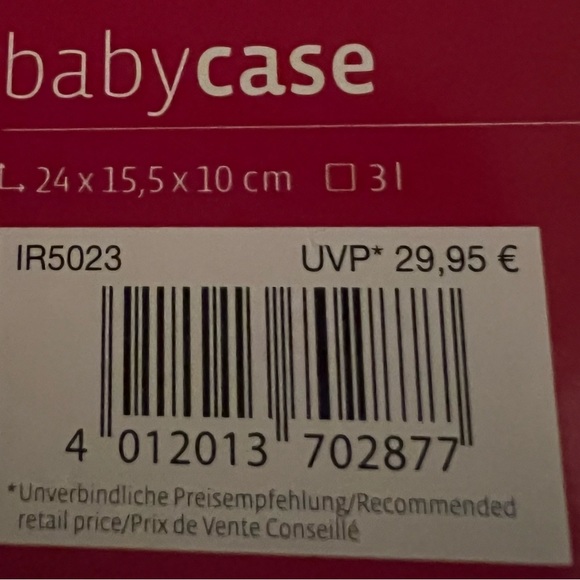 babycase
24 x 15,5 x 10 cm 3 l
IR5023 UVP* 29,95 €
4 012013 702877
*Unverbindliche Preisempfehlung/Recommended
retail price/Prix de Vente Conseillé